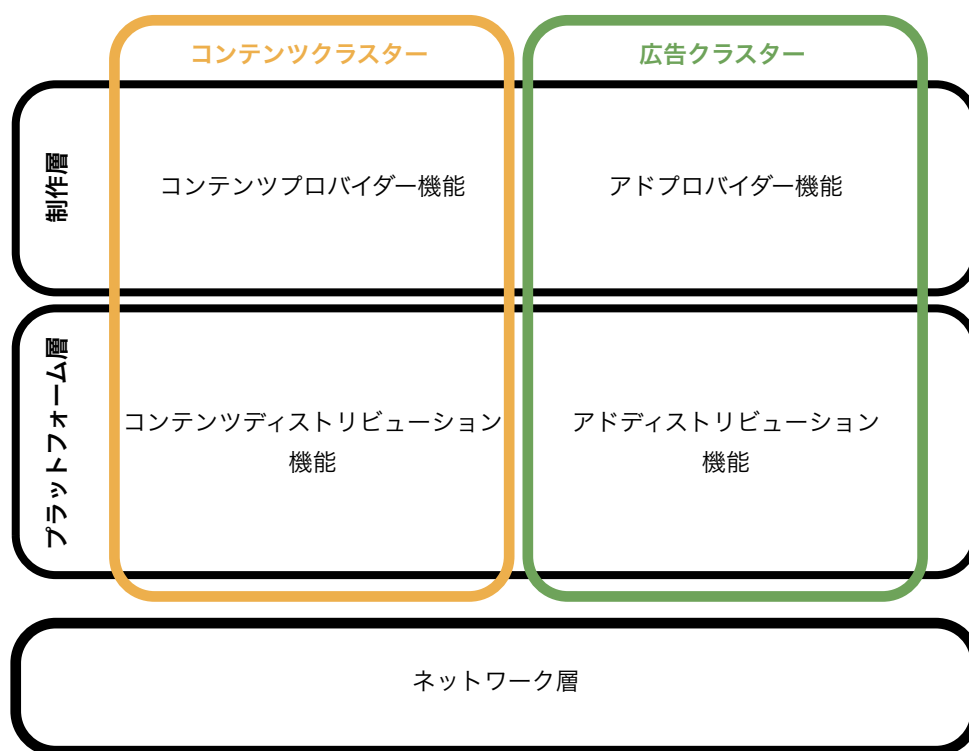 コンテンツクラスター
広告クラスター
制作層
コンテンツプロバイダー機能
アドプロバイダー機能
プラットフォーム層
コンテンツディストリビューション
機能
アドディストリビューション
機能
ネットワーク層